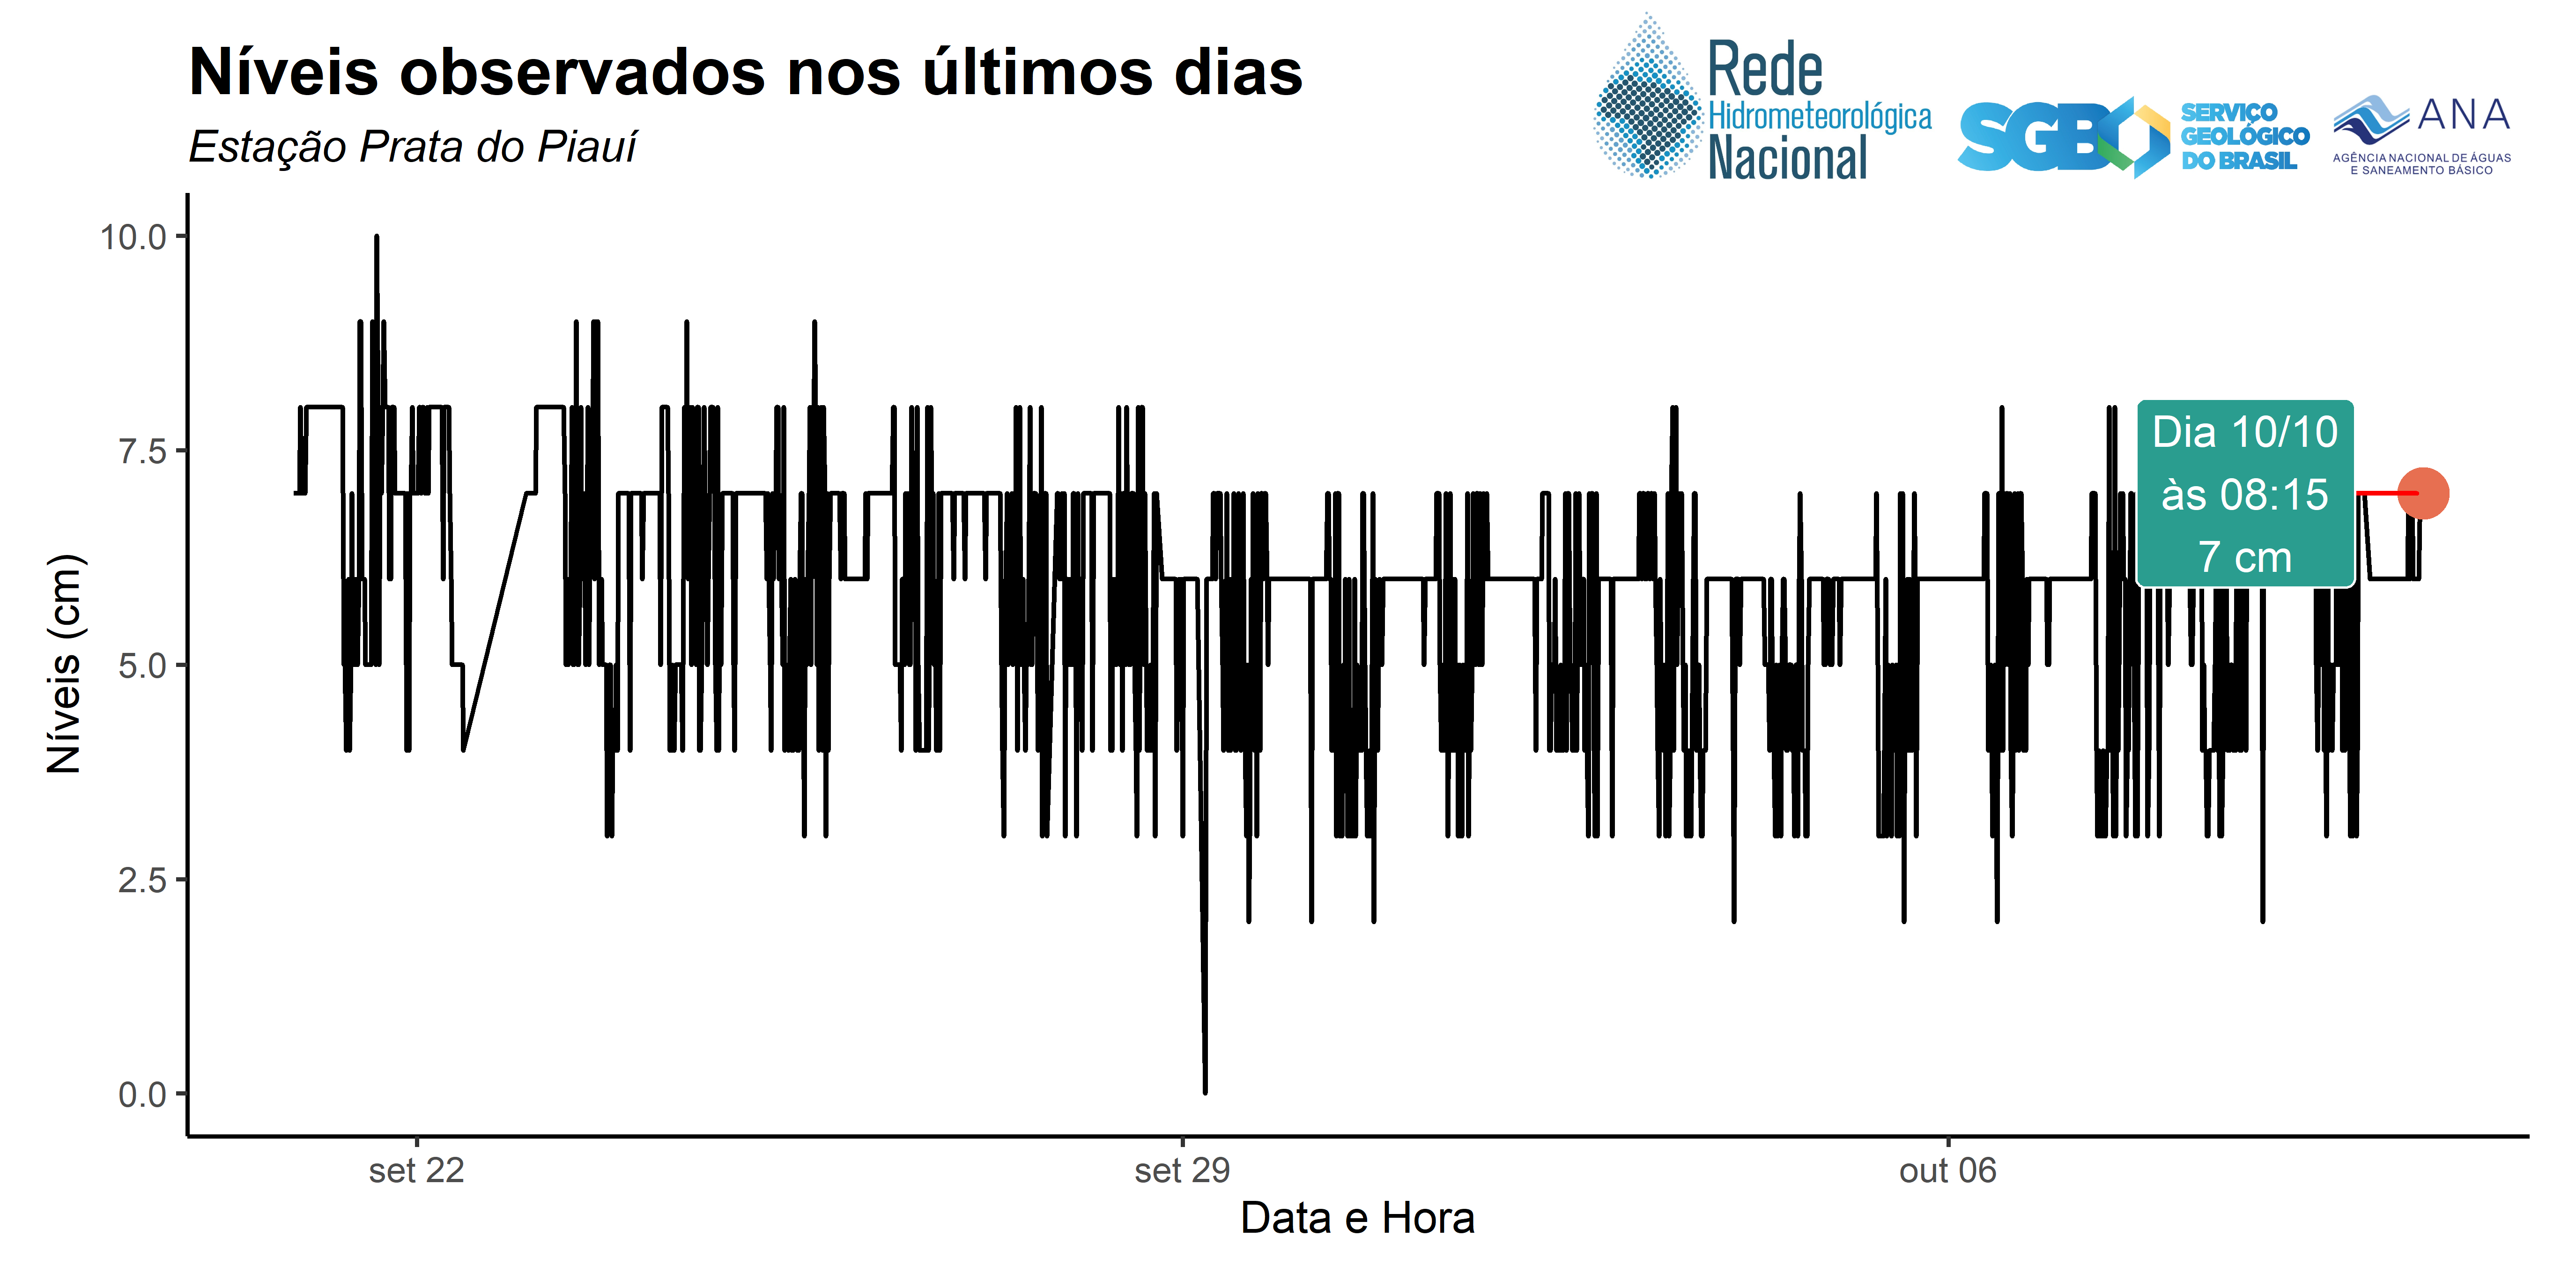 Níveis observados nos últimos dias
Estação Prata do Piauí
Rede
Hidrometeorológica
Nacional
SGB
SERVIÇO
GEOLÓGICO
DO BRASIL
ANA
AGÊNCIA NACIONAL DE ÁGUAS
E SANEAMENTO BÁSICO
Níveis (cm)
10.0
7.5
5.0
2.5
0.0
Dia 10/10
às 08:15
7 cm
set 22
set 29
out 06
Data e Hora